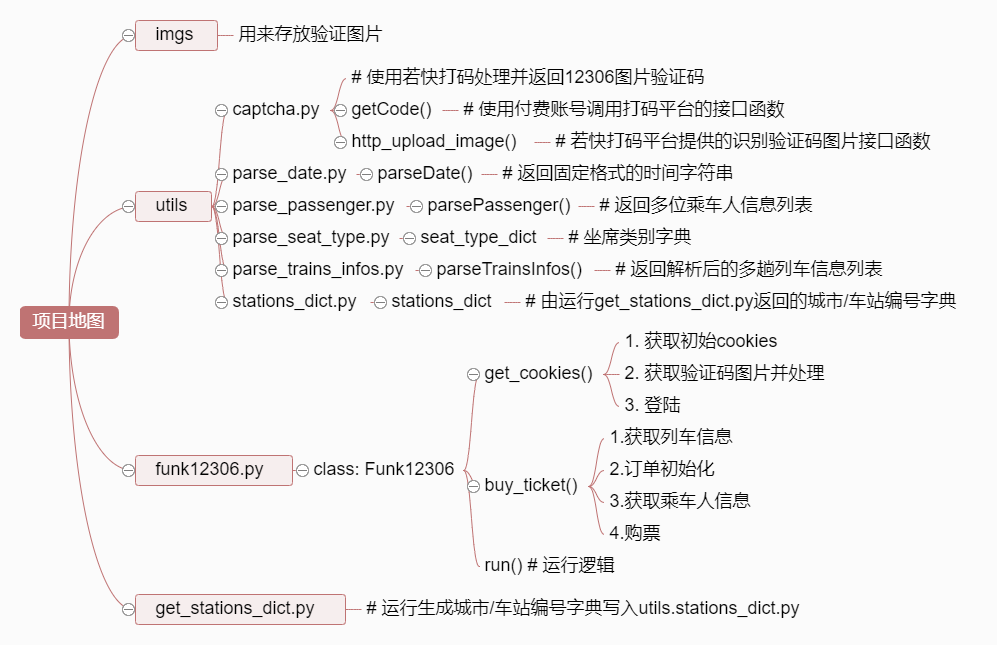 imgs 用来存放验证图片
# 使用若快打码处理并返回12306图片验证码
captcha.py getCode() # 使用付费账号调用打码平台的接口函数
http_upload_image() # 若快打码平台提供的识别验证码图片接口函数
parse_date.py parseDate() # 返回固定格式的时间字符串
utils parse_passenger.py parsePassenger() # 返回多位乘车人信息列表
parse_seat_type.py seat_type_dict # 坐席类别字典
parse_trains_infos.py parseTrainsInfos() # 返回解析后的多趟列车信息列表
stations_dict.py stations_dict # 由运行get_stations_dict.py返回的城市/车站编号字典
项目地图
1. 获取初始cookies
get_cookies() 2. 获取验证码图片并处理
3. 登陆
1.获取列车信息
funk12306.py class: Funk12306 2.订单初始化
buy_ticket() 3.获取乘车人信息
4.购票
run() # 运行逻辑
get_stations_dict.py # 运行生成城市/车站编号字典写入utils.stations_dict.py